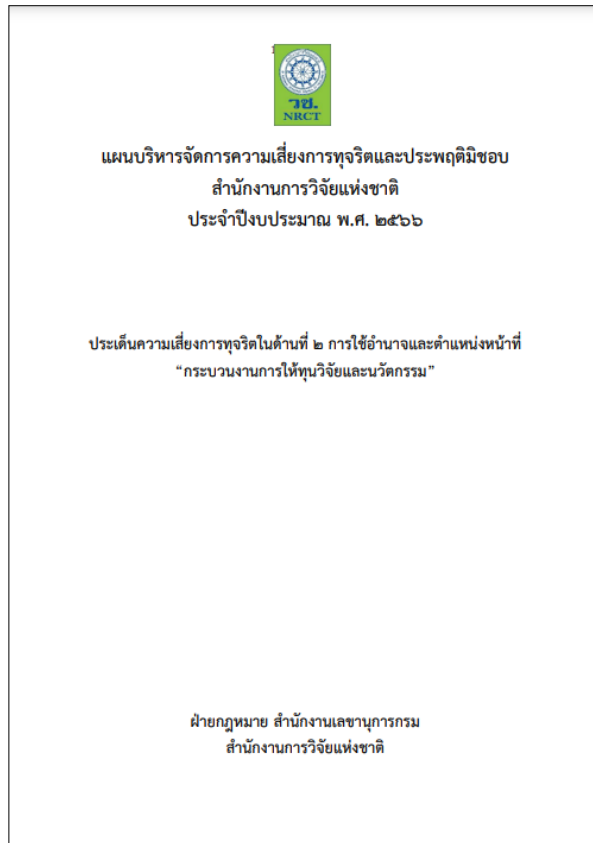 วช.
NRCT
แผนบริหารจัดการความเสี่ยงการทุจริตและประพฤติมิชอบ
สำนักงานการวิจัยแห่งชาติ
ประจำปีงบประมาณ พ.ศ. ๒๕๖๖
ประเด็นความเสี่ยงการทุจริตในด้านที่ ๒ การใช้อำนาจและตำแหน่งหน้าที่
“กระบวนงานการให้ทุนวิจัยและนวัตกรรม”
ฝ่ายกฎหมาย สำนักงานเลขานุการกรม
สำนักงานการวิจัยแห่งชาติ